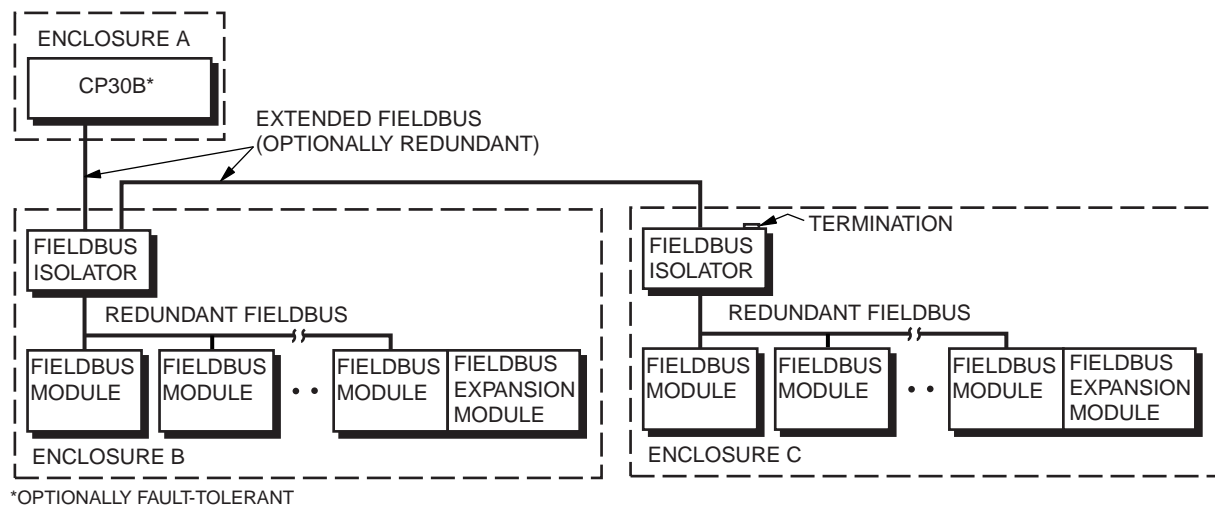 ENCLOSURE A
CP30B*
EXTENDED FIELDBUS
(OPTIONALLY REDUNDANT)
FIELDBUS
ISOLATOR
REDUNDANT FIELDBUS
FIELDBUS
MODULE
FIELDBUS
MODULE
FIELDBUS
MODULE
FIELDBUS
EXPANSION
MODULE
ENCLOSURE B
TERMINATION
FIELDBUS
ISOLATOR
REDUNDANT FIELDBUS
FIELDBUS
MODULE
FIELDBUS
MODULE
FIELDBUS
MODULE
FIELDBUS
EXPANSION
MODULE
ENCLOSURE C
*OPTIONALLY FAULT-TOLERANT